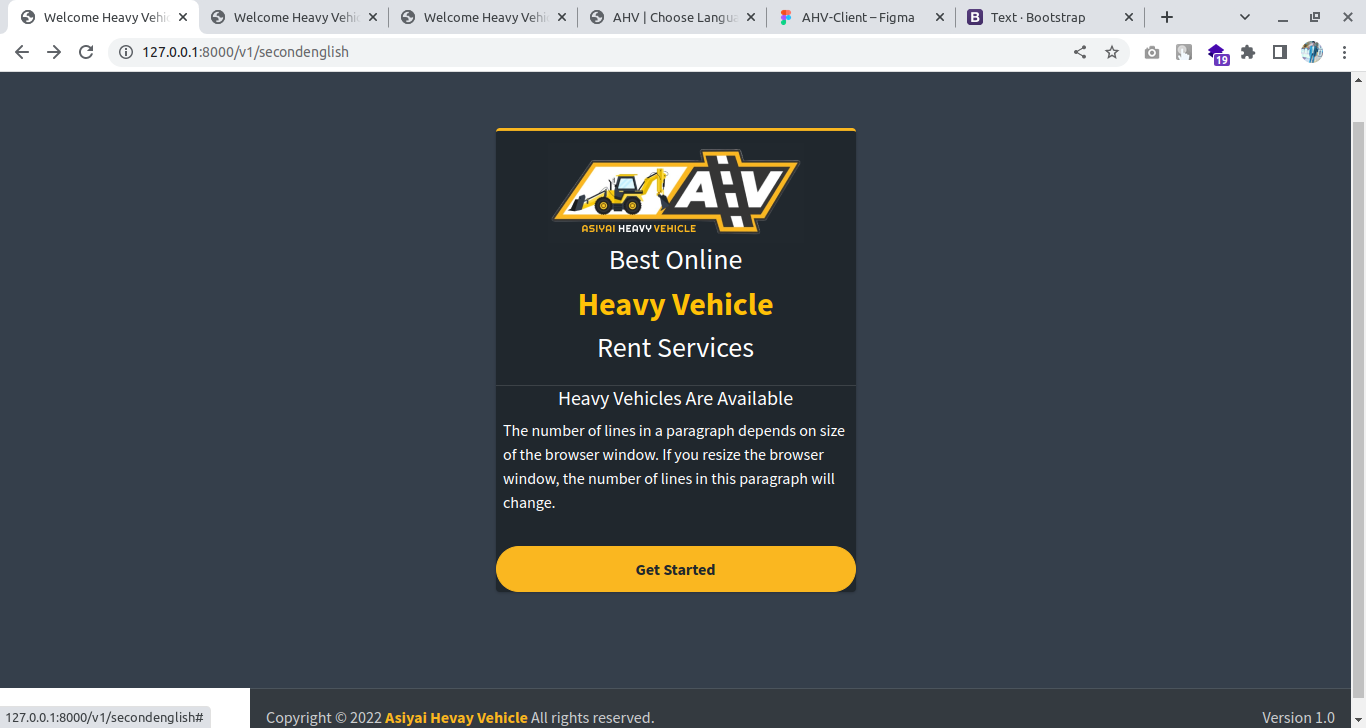 Welcome Heavy Vehic
Welcome Heavy Vehic
Welcome Heavy Vehic
AHV | Choose Langua
AHV-Client – Figma
Text · Bootstrap
127.0.0.1:8000/v1/secondenglish
19
AHV
ASIYAI HEAVY VEHICLE
Best Online
Heavy Vehicle
Rent Services
Heavy Vehicles Are Available
The number of lines in a paragraph depends on size
of the browser window. If you resize the browser
window, the number of lines in this paragraph will
change.
Get Started
127.0.0.1:8000/v1/secondenglish#
Copyright © 2022 Asiyai Hevay Vehicle All rights reserved.
Version 1.0